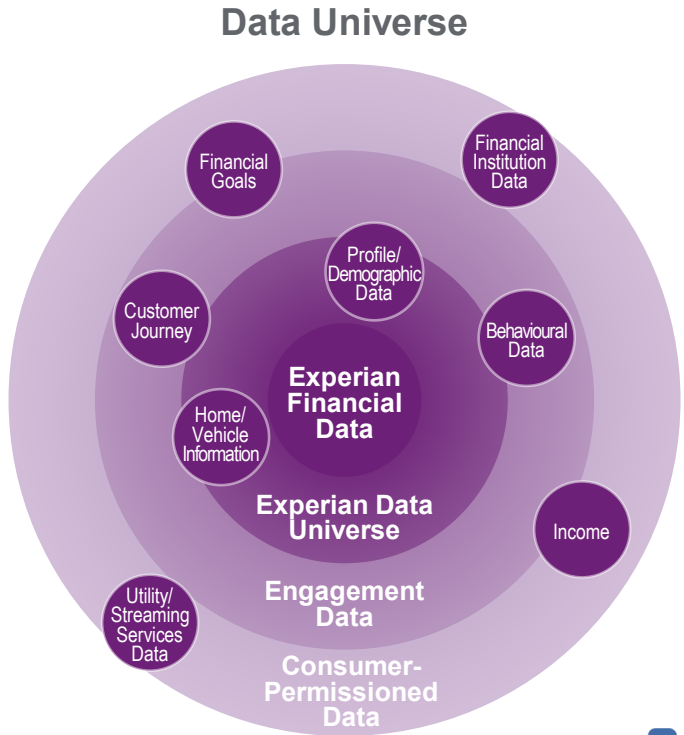 Data Universe
Financial
Goals
Financial
Institution
Data
Profile/
Demographic
Data
Customer
Journey
Behavioural
Data
Experian
Financial
Data
Home/
Vehicle
Information
Experian Data
Universe
Income
Engagement
Data
Utility/
Streaming
Services
Data
Consumer-
Permissioned
Data